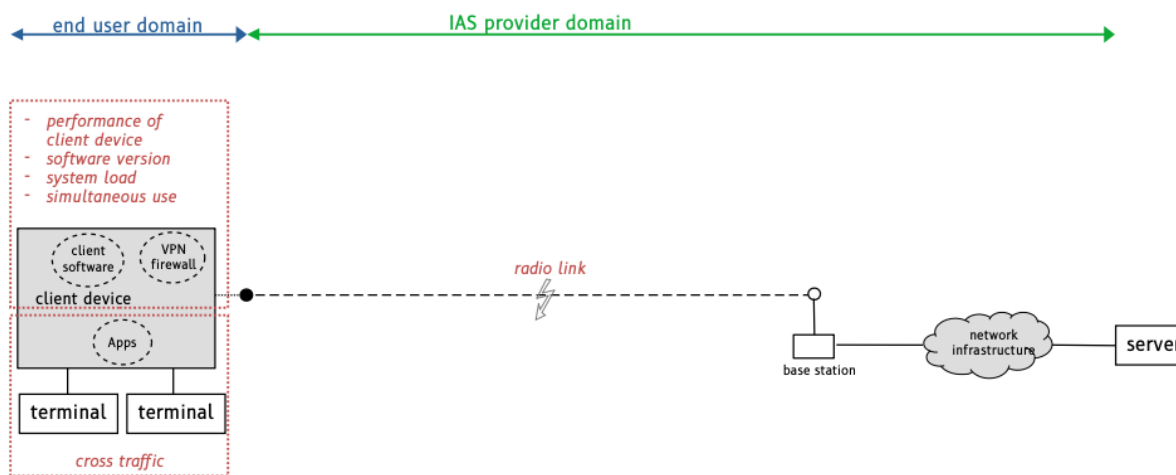 end user domain
IAS provider domain
- performance of
client device
- software version
- system load
- simultaneous use
client
software
VPN
firewall
client device
radio link
Apps
network
infrastructure
server
base station
terminal
terminal
cross traffic